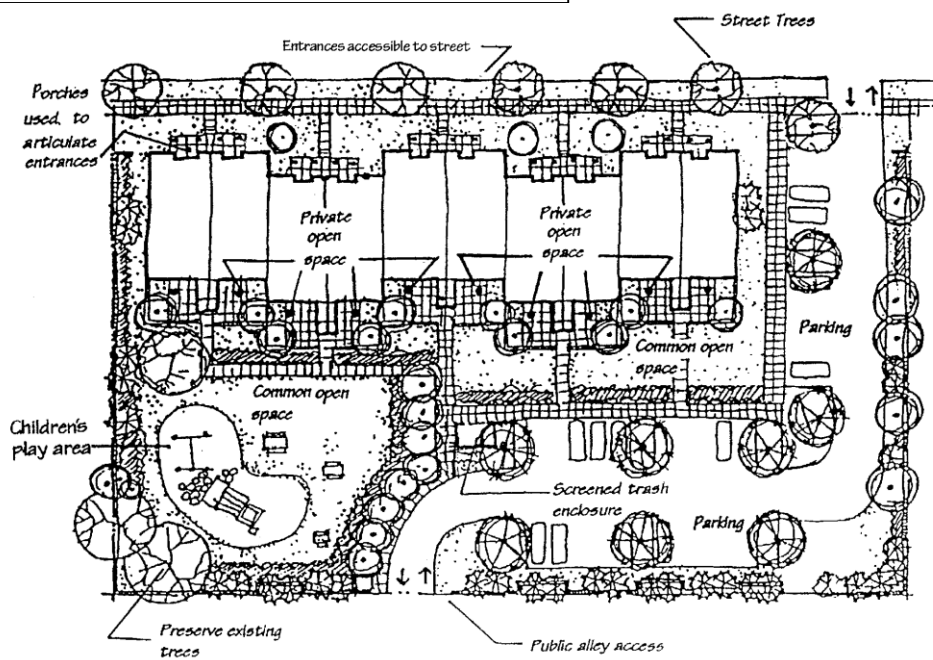 Street Trees
Entrances accessible to street
Porches
used to
articulate
entrances
Private
open
space
Private
open
space
Parking
Common open
space
Common open
space
Children's
play area
Screened trash
enclosure
Parking
Preserve existing
trees
Public alley access